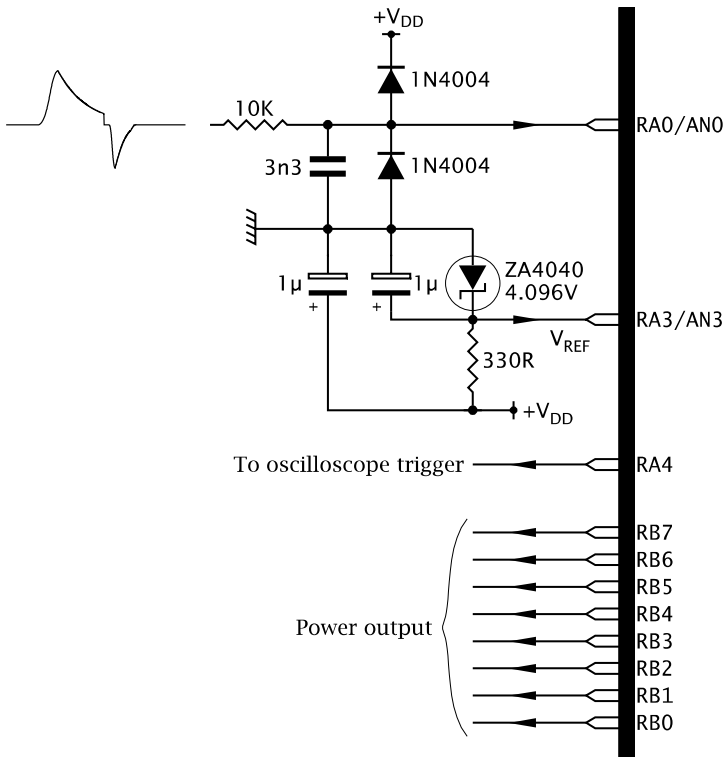 +VDD
1N4004
10K
RA0/AN0
3n3
1N4004
1µ
+
1µ
+
ZA4040
4.096V
RA3/AN3
VREF
330R
+VDD
To oscilloscope trigger
RA4
RB7
RB6
RB5
RB4
Power output
RB3
RB2
RB1
RB0